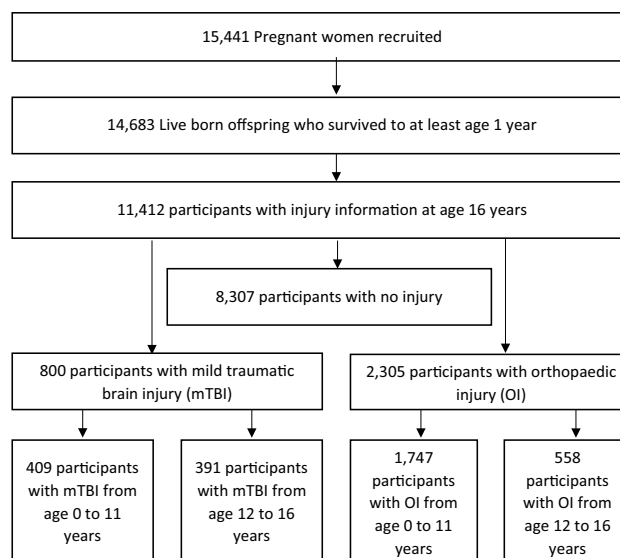 15,441 Pregnant women recruited
14,683 Live born offspring who survived to at least age 1 year
11,412 participants with injury information at age 16 years
8,307 participants with no injury
800 participants with mild traumatic
brain injury (mTBI)
2,305 participants with orthopaedic
injury (OI)
409 participants
with mTBI from
age 0 to 11
years
391 participants
with mTBI from
age 12 to 16
years
1,747
participants
with OI from
age 0 to 11
years
558
participants
with OI from
age 12 to 16
years